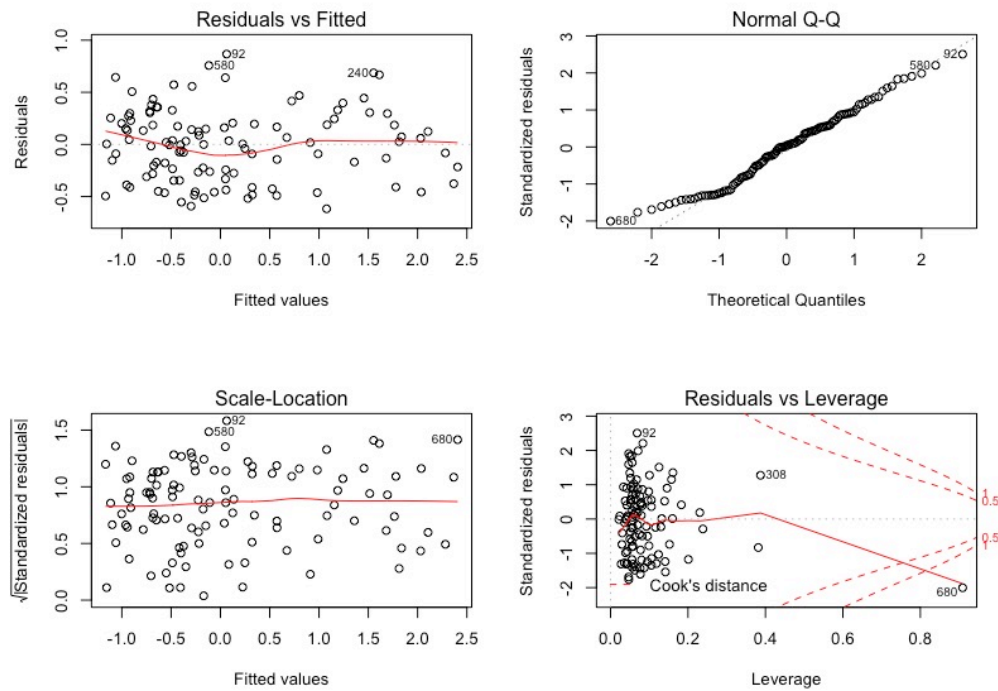 Residuals vs Fitted
Residuals
1.0
0.5
0.0
-0.5
92
580
240
-1.0 -0.5 0.0 0.5 1.0 1.5 2.0 2.5
Fitted values
Normal Q-Q
Standardized residuals
3
2
1
0
-1
-2
92
580
680
-2 -1 0 1 2
Theoretical Quantiles
Scale-Location
√|Standardized residuals|
1.5
1.0
0.5
0.0
92
580
680
-1.0 -0.5 0.0 0.5 1.0 1.5 2.0 2.5
Fitted values
Residuals vs Leverage
Standardized residuals
3
2
1
0
-1
-2
92
308
1
0.5
0.5
1
Cook's distance
680
0.0 0.2 0.4 0.6 0.8
Leverage